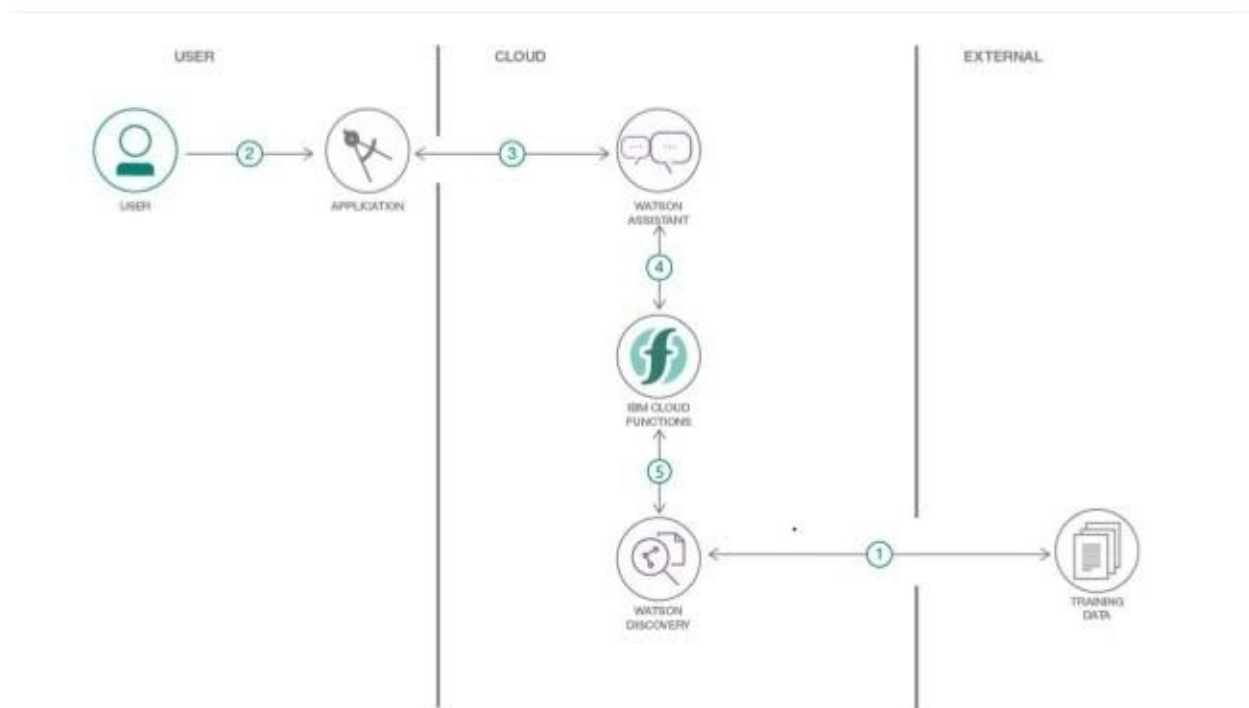 USER
CLOUD
EXTERNAL
2
3
USER
APPLICATION
WATSON
ASSISTANT
4
IBM CLOUD
FUNCTIONS
5
1
WATSON
DISCOVERY
TRAINING
DATA